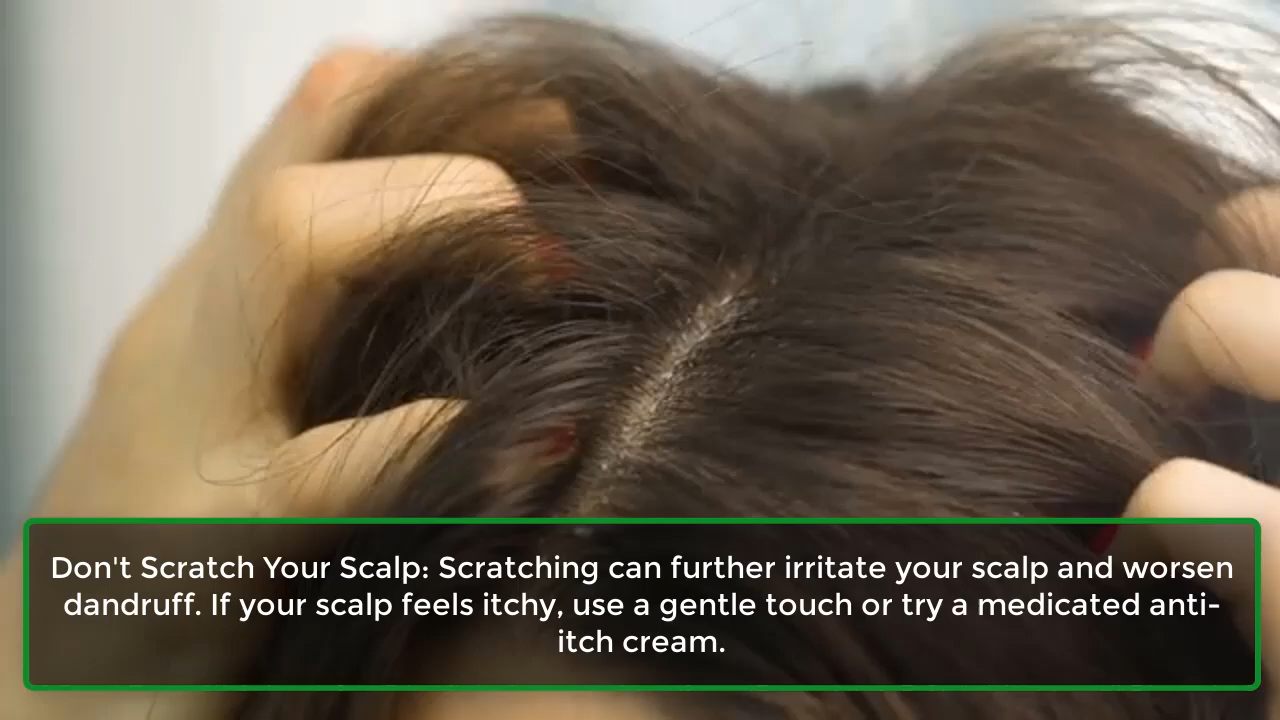 Don't Scratch Your Scalp: Scratching can further irritate your scalp and worsen
dandruff. If your scalp feels itchy, use a gentle touch or try a medicated anti-
itch cream.